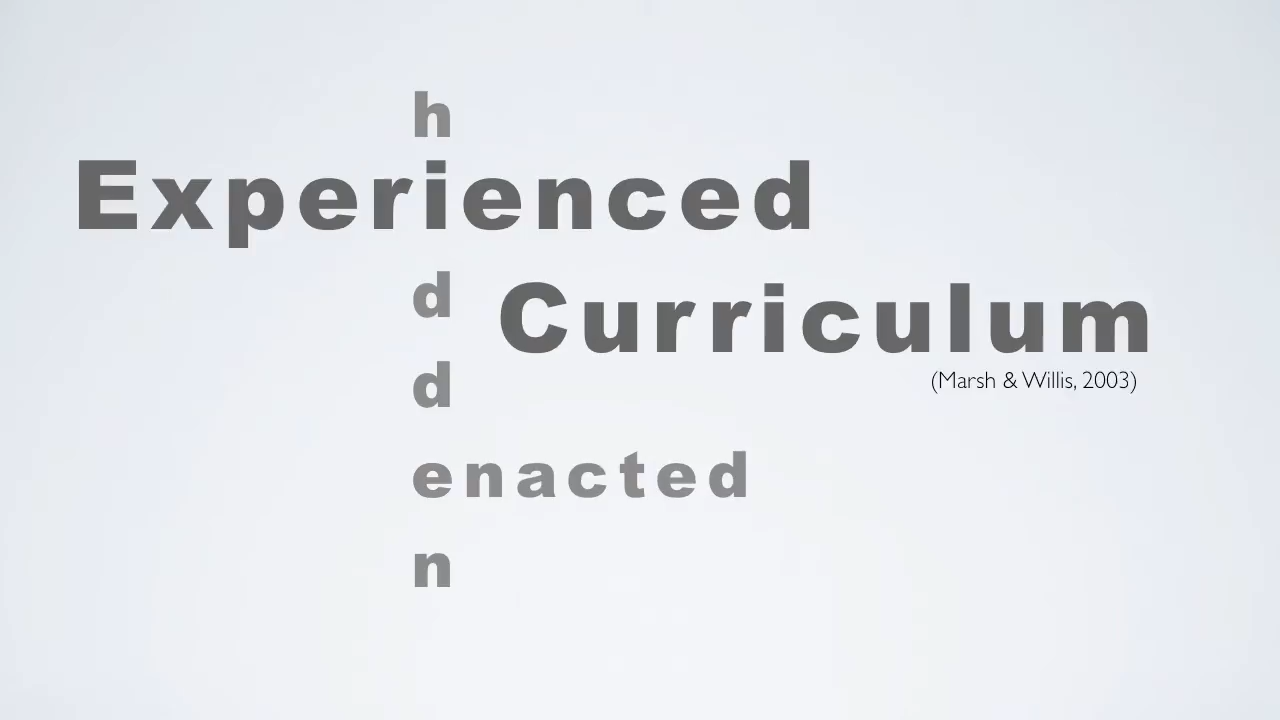 h
Experienced
d
Curriculum
(Marsh & Willis, 2003)
d
enacted
n